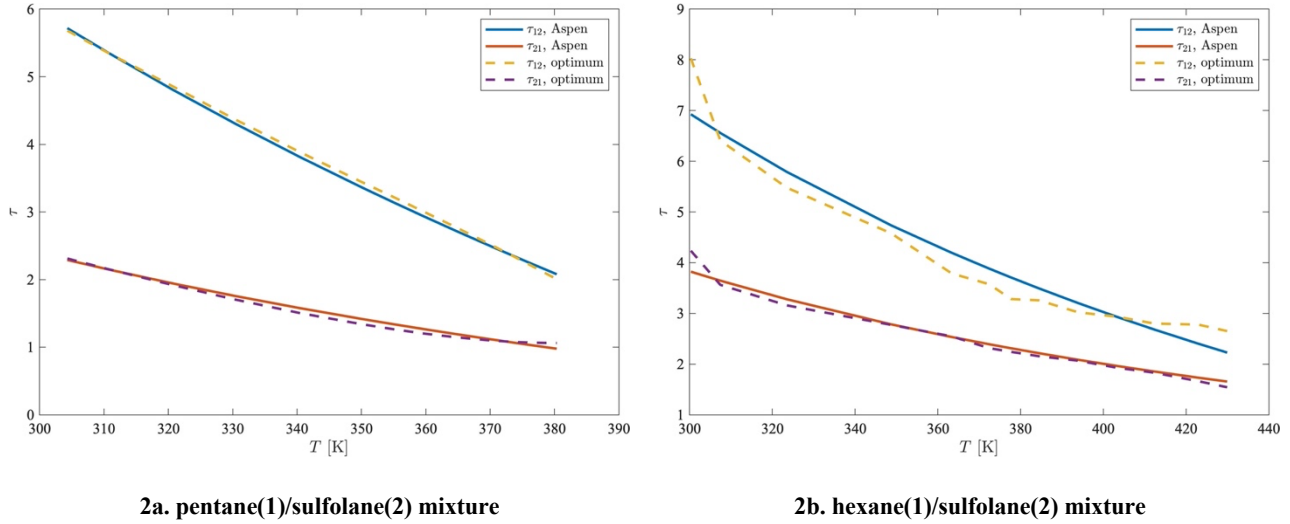 6
5
4
3
2
1
0
τ
300 310 320 330 340 350 360 370 380 390
T [K]
τ12, Aspen
τ21, Aspen
τ12, optimum
τ21, optimum
2a. pentane(1)/sulfolane(2) mixture
9
8
7
6
5
4
3
2
1
τ
300 320 340 360 380 400 420 440
T [K]
τ12, Aspen
τ21, Aspen
τ12, optimum
τ21, optimum
2b. hexane(1)/sulfolane(2) mixture